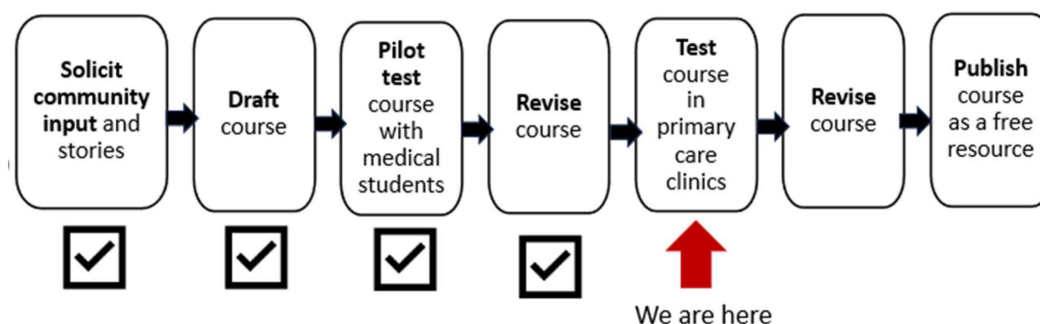 Solicit
community
input and
stories
Draft
course
Pilot
test
course
with
medical
students
Revise
course
Test
course
in
primary
care
clinics
Revise
course
Publish
course
as a free
resource
We are here